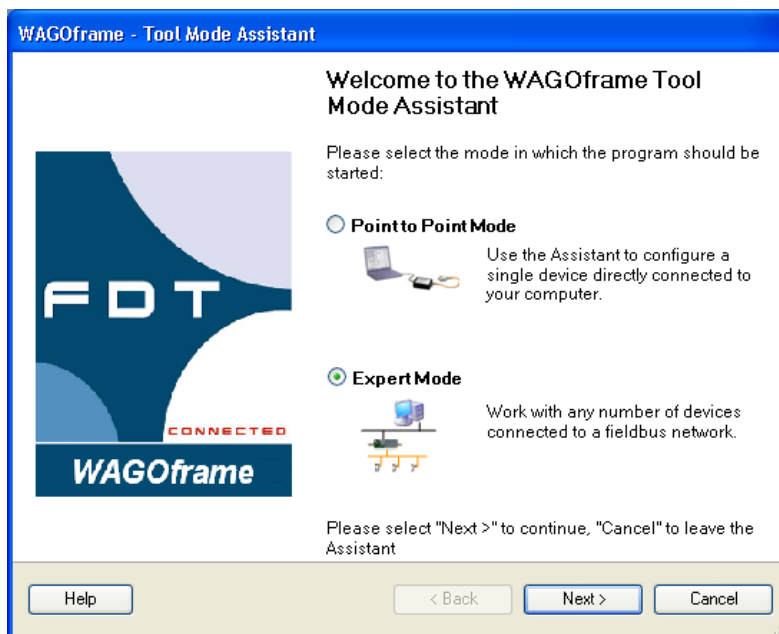 WAGOframe - Tool Mode Assistant
Welcome to the WAGOframe Tool
Mode Assistant
Please select the mode in which the program should be
started:
Point to Point Mode
Use the Assistant to configure a
single device directly connected to
your computer.
FDT
Expert Mode
Work with any number of devices
connected to a fieldbus network.
CONNECTED
WAGOframe
Please select "Next >" to continue, "Cancel" to leave the
Assistant
Help
< Back
Next >
Cancel